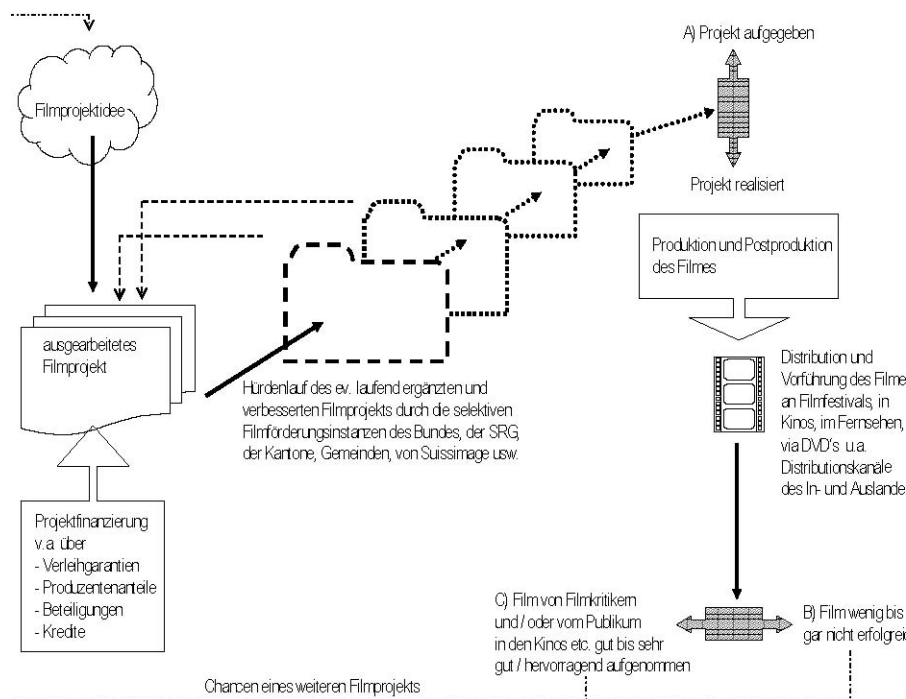 A) Projekt aufgegeben
Filmprojektidee
Projekt realisiert
Produktion und Postproduktion
des Filmes
ausgearbeitetes
Filmprojekt
Hürdenlauf des ev. laufend ergänzten und
verbesserten Filmprojekts durch die selektiven
Filmförderungsinstanzen des Bundes, der SRG,
der Kantone, Gemeinden, von Suissimage usw.
Distribution und
Vorführung des Filme
an Filmfestivals, in
Kinos, im Fernsehen,
via DVD's u.a.
Distributionskanäle
des In- und Auslande
Projektfinanzierung
v.a. über
- Verleihgarantien
- Produzentenanteile
- Beteiligungen
- Kredite
C) Film von Filmkritikern
und / oder vom Publikum
in den Kinos etc. gut bis sehr
gut / hervorragend aufgenommen
B) Film wenig bis
gar nicht erfolgrei
Chancen eines weiteren Filmprojekts